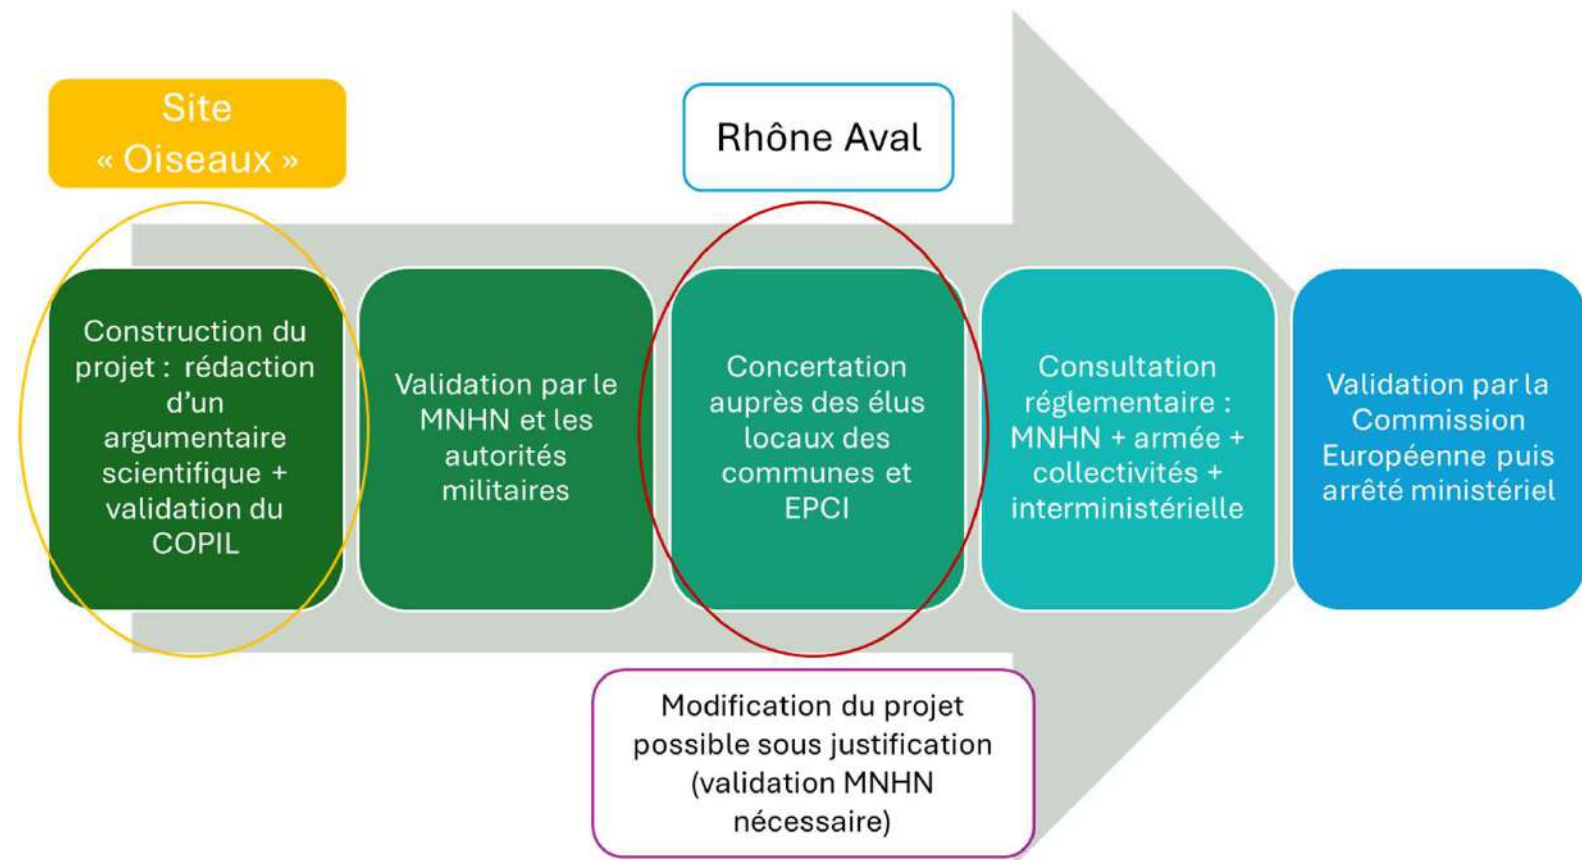 Site
« Oiseaux »
Rhône Aval
Construction du
projet : rédaction
d’un
argumentaire
scientifique +
validation du
COPIL
Validation par le
MNHN et les
autorités
militaires
Concertation
auprès des élus
locaux des
communes et
EPCI
Consultation
réglementaire :
MNHN + armée +
collectivités +
interministérielle
Validation par la
Commission
Européenne puis
arrêté ministériel
Modification du projet
possible sous justification
(validation MNHN
nécessaire)